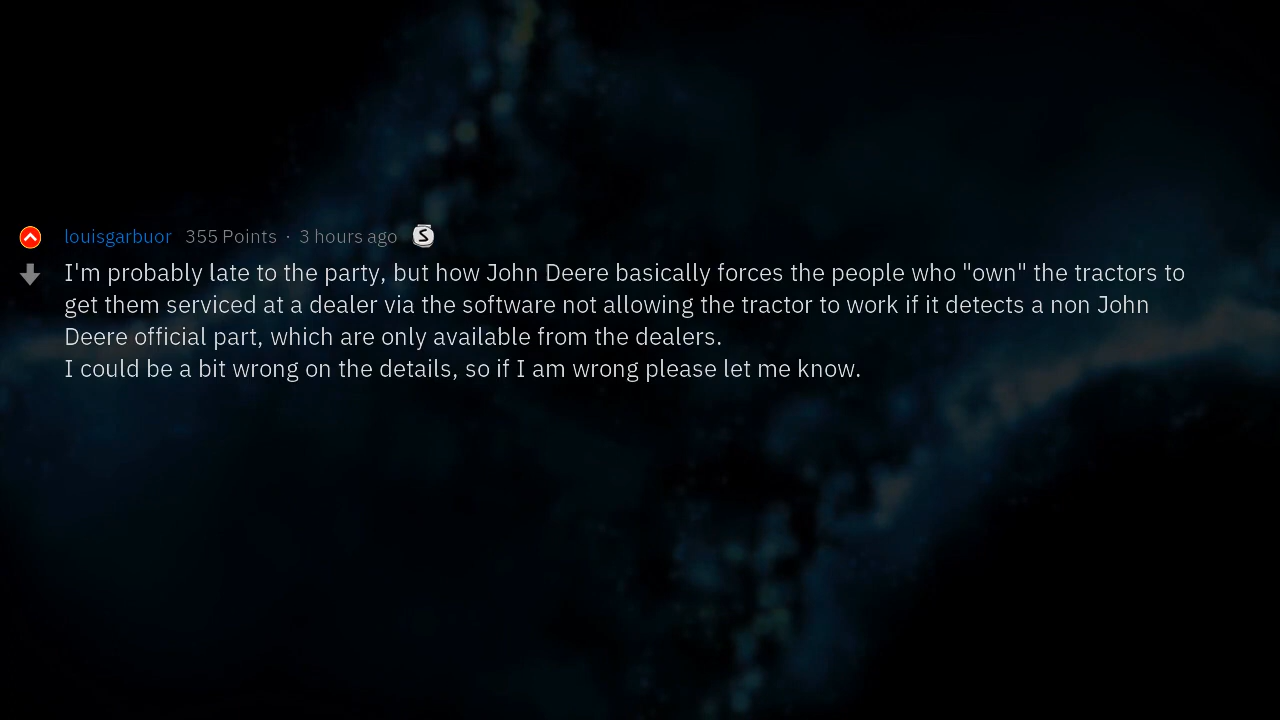 louisgarbuor 355 Points · 3 hours ago S
I'm probably late to the party, but how John Deere basically forces the people who "own" the tractors to
get them serviced at a dealer via the software not allowing the tractor to work if it detects a non John
Deere official part, which are only available from the dealers.
I could be a bit wrong on the details, so if I am wrong please let me know.